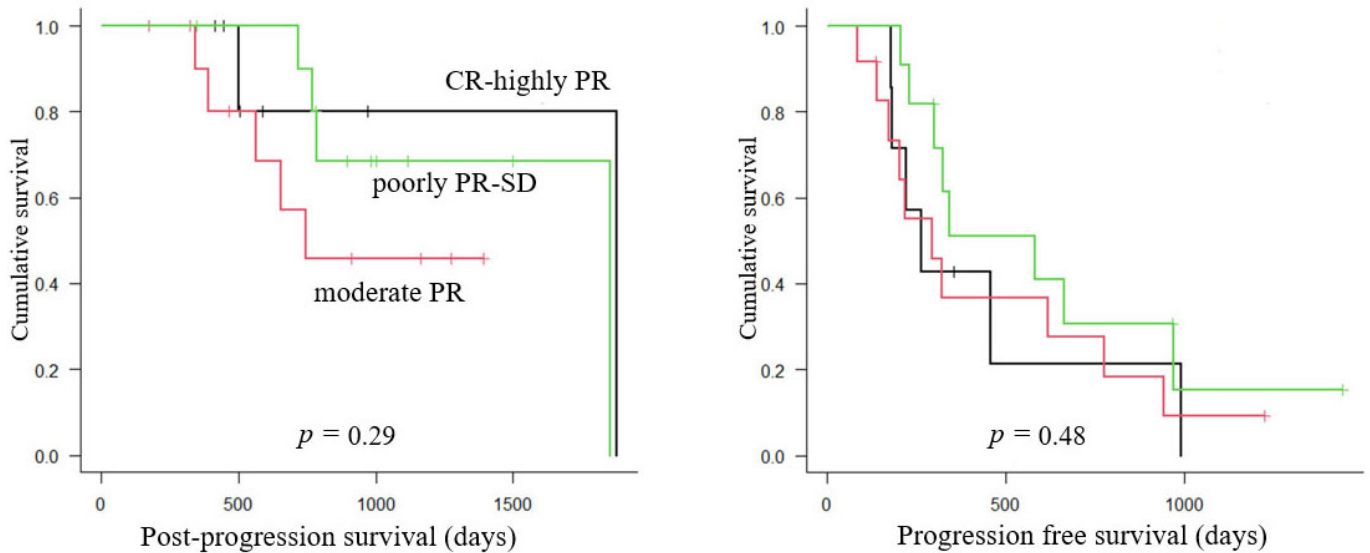 Cumulative survival
1.0
0.8
0.6
0.4
0.2
0.0
CR-highly PR
poorly PR-SD
moderate PR
p = 0.29
0
500
1000
1500
Post-progression survival (days)
Cumulative survival
1.0
0.8
0.6
0.4
0.2
0.0
p = 0.48
0
500
1000
Progression free survival (days)